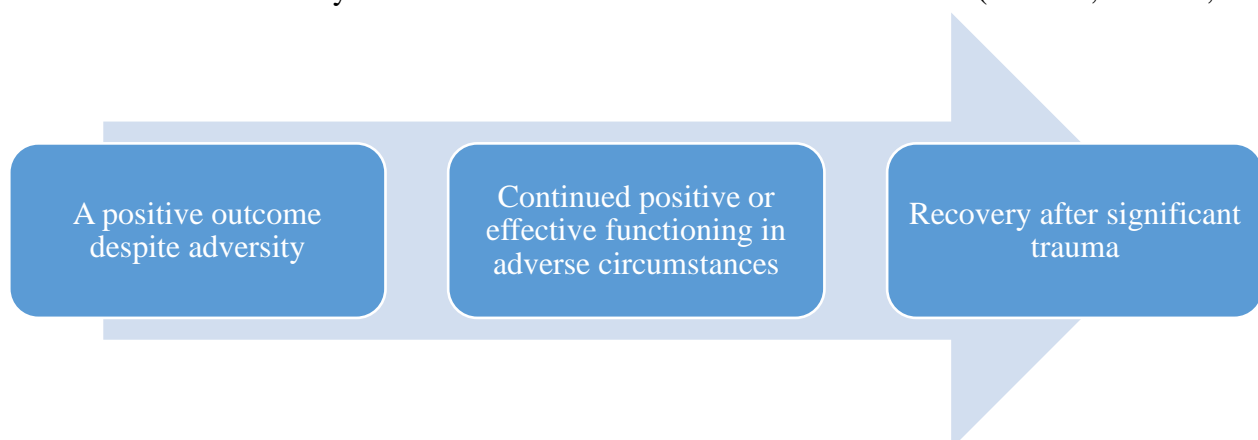 A positive outcome
despite adversity
Continued positive or
effective functioning in
adverse circumstances
Recovery after significant
trauma